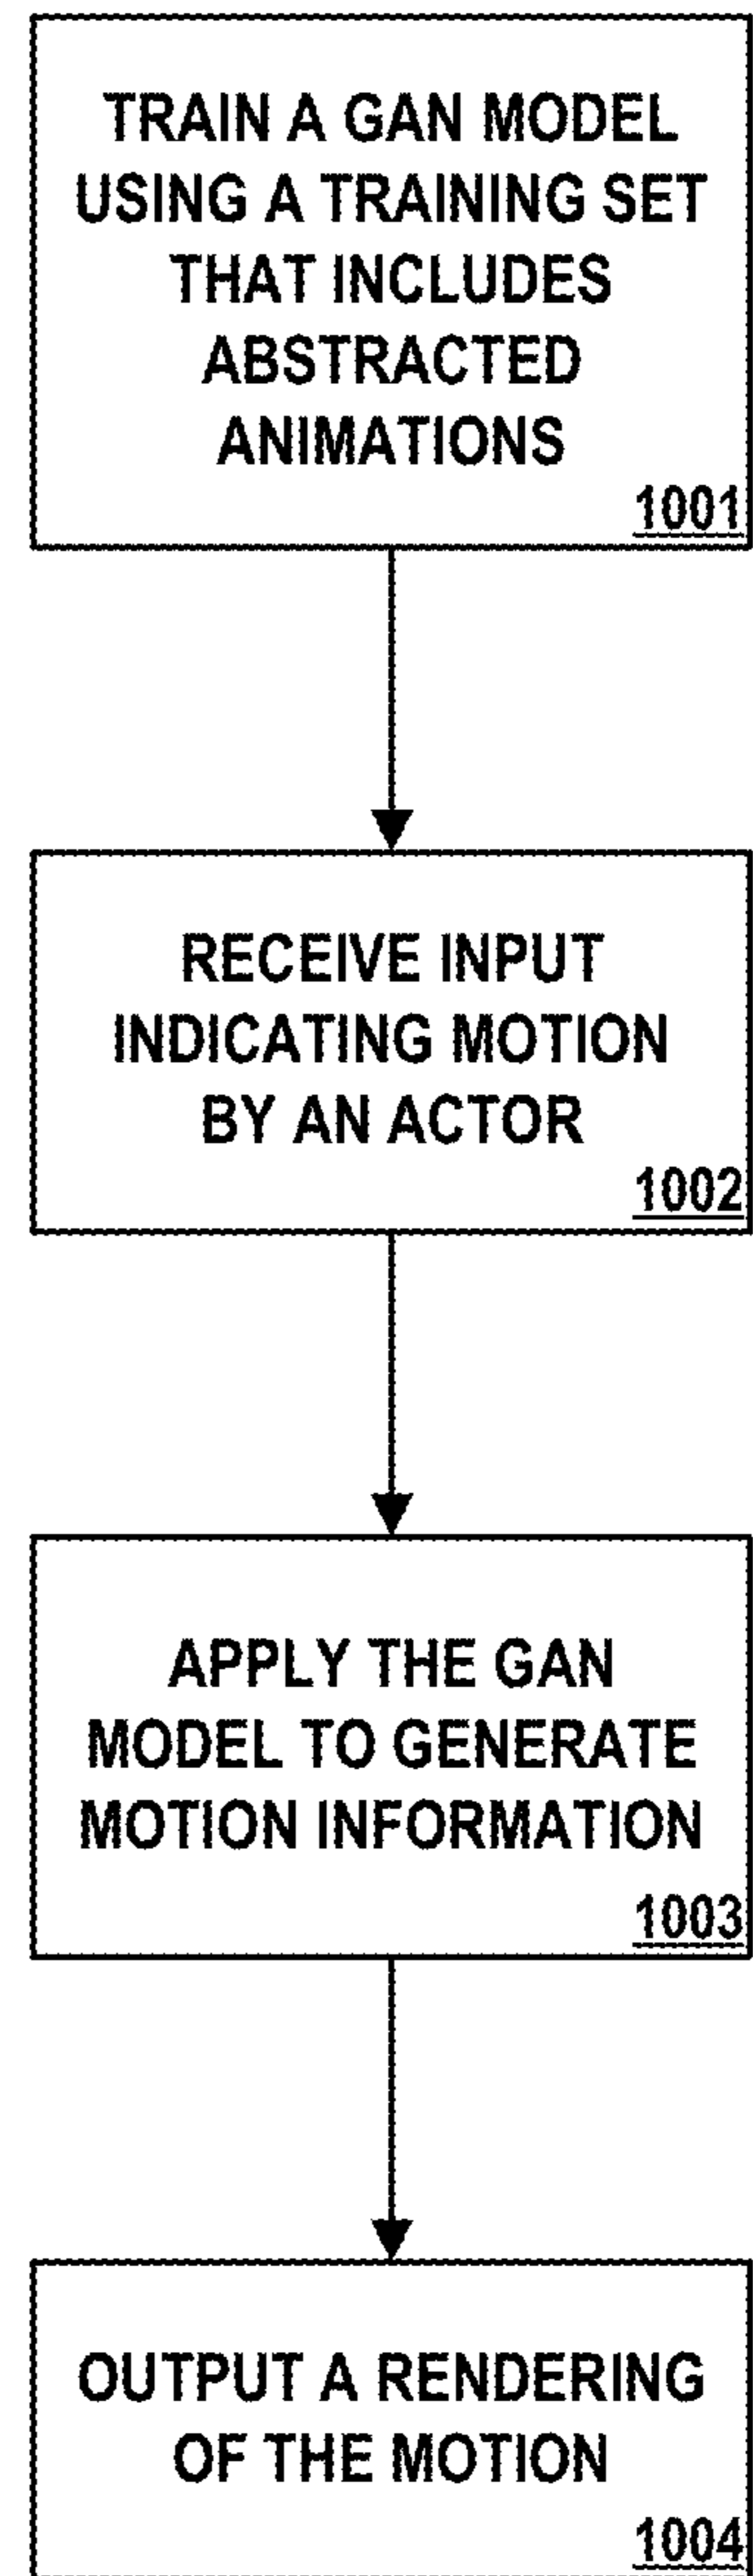 TRAIN A GAN MODEL
USING A TRAINING SET
THAT INCLUDES
ABSTRACTED
ANIMATIONS
1001
RECEIVE INPUT
INDICATING MOTION
BY AN ACTOR
1002
APPLY THE GAN
MODEL TO GENERATE
MOTION INFORMATION
1003
OUTPUT A RENDERING
OF THE MOTION
1004